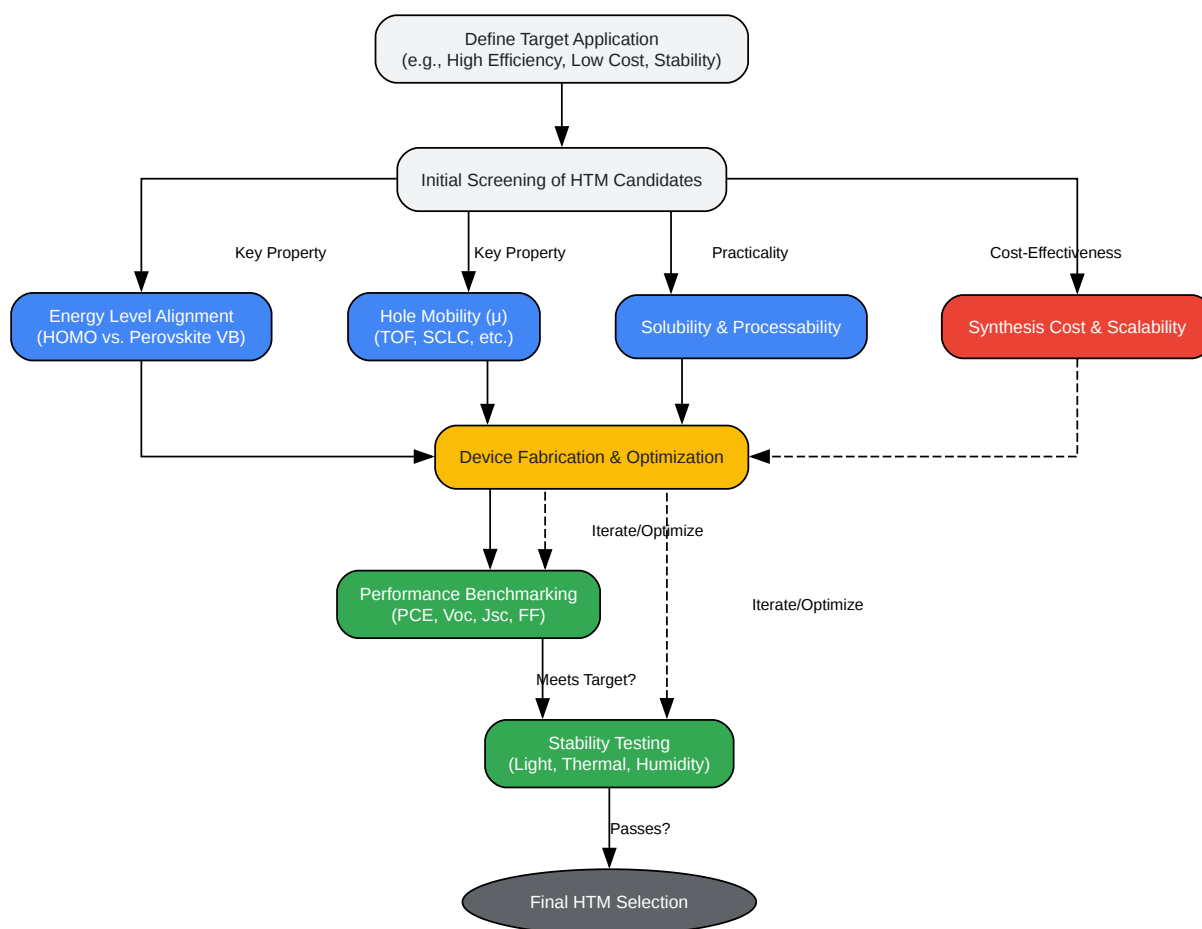 Define Target Application
(e.g., High Efficiency, Low Cost, Stability)
Initial Screening of HTM Candidates
Key Property
Key Property
Practicality
Cost-Effectiveness
Energy Level Alignment
(HOMO vs. Perovskite VB)
Hole Mobility (μ)
(TOF, SCLC, etc.)
Solubility & Processability
Synthesis Cost & Scalability
Device Fabrication & Optimization
Iterate/Optimize
Performance Benchmarking
(PCE, Voc, Jsc, FF)
Iterate/Optimize
Meets Target?
Stability Testing
(Light, Thermal, Humidity)
Passes?
Final HTM Selection